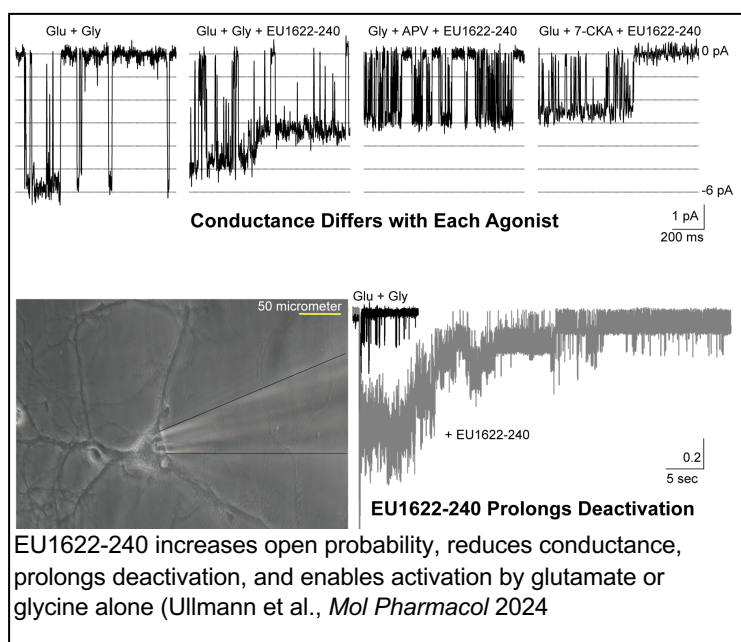 Glu + Gly
Glu + Gly + EU1622-240
Gly + APV + EU1622-240
Glu + 7-CKA + EU1622-240
0 pA
-6 pA
Conductance Differs with Each Agonist
1 pA
200 ms
50 micrometer
Glu + Gly
+ EU1622-240
0.2
5 sec
EU1622-240 Prolongs Deactivation
EU1622-240 increases open probability, reduces conductance,
prolongs deactivation, and enables activation by glutamate or
glycine alone (Ullmann et al., Mol Pharmacol 2024